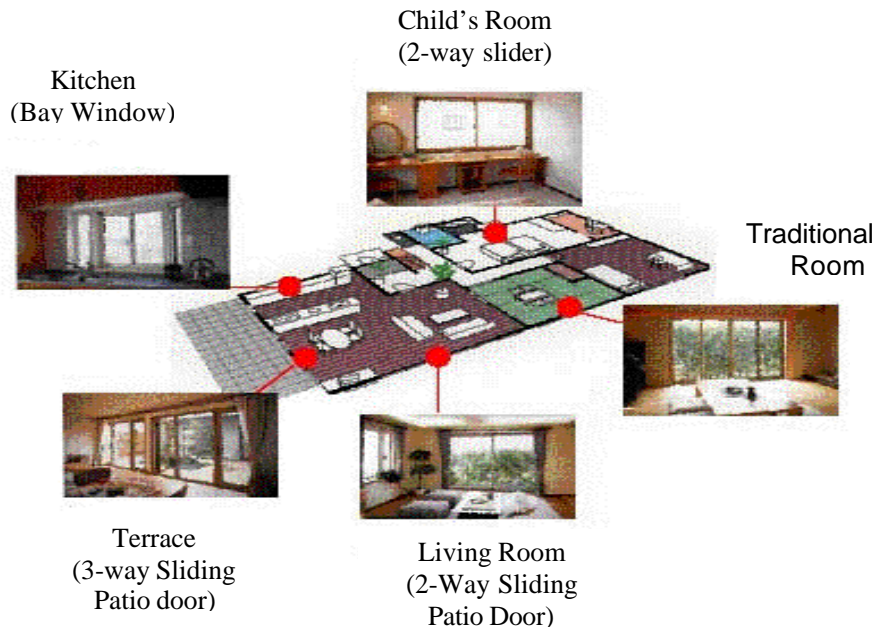 Child’s Room
(2-way slider)
Kitchen
(Bay Window)
Traditional
Room
Terrace
(3-way Sliding
Patio door)
Living Room
(2-Way Sliding
Patio Door)